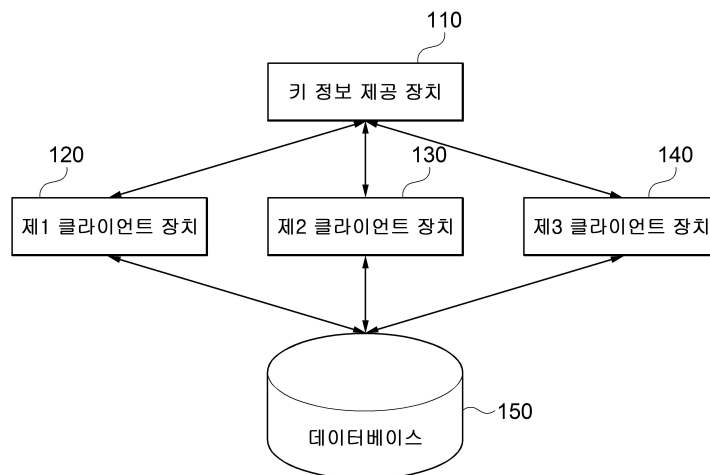 110
키 정보 제공 장치
120
130
140
제1 클라이언트 장치
제2 클라이언트 장치
제3 클라이언트 장치
150
데이터베이스